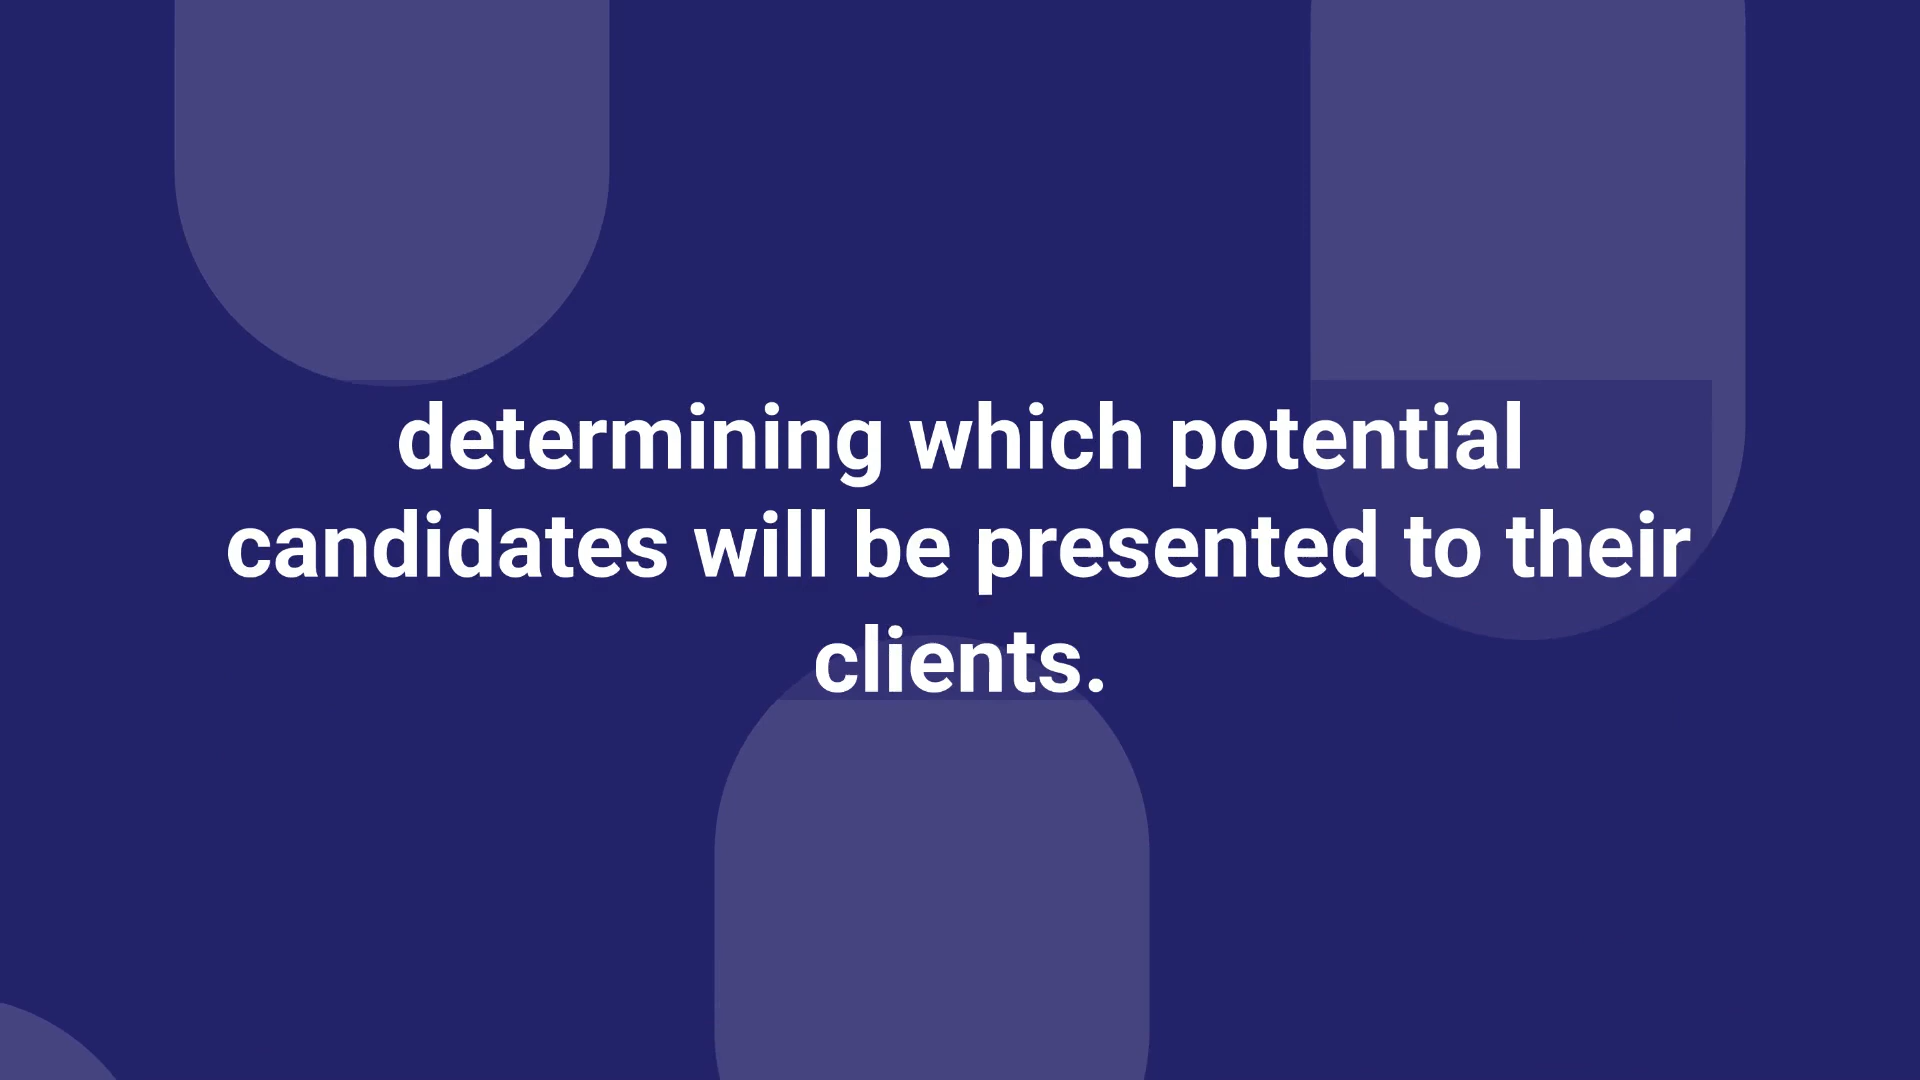 determining which potential
candidates will be presented to their
clients.